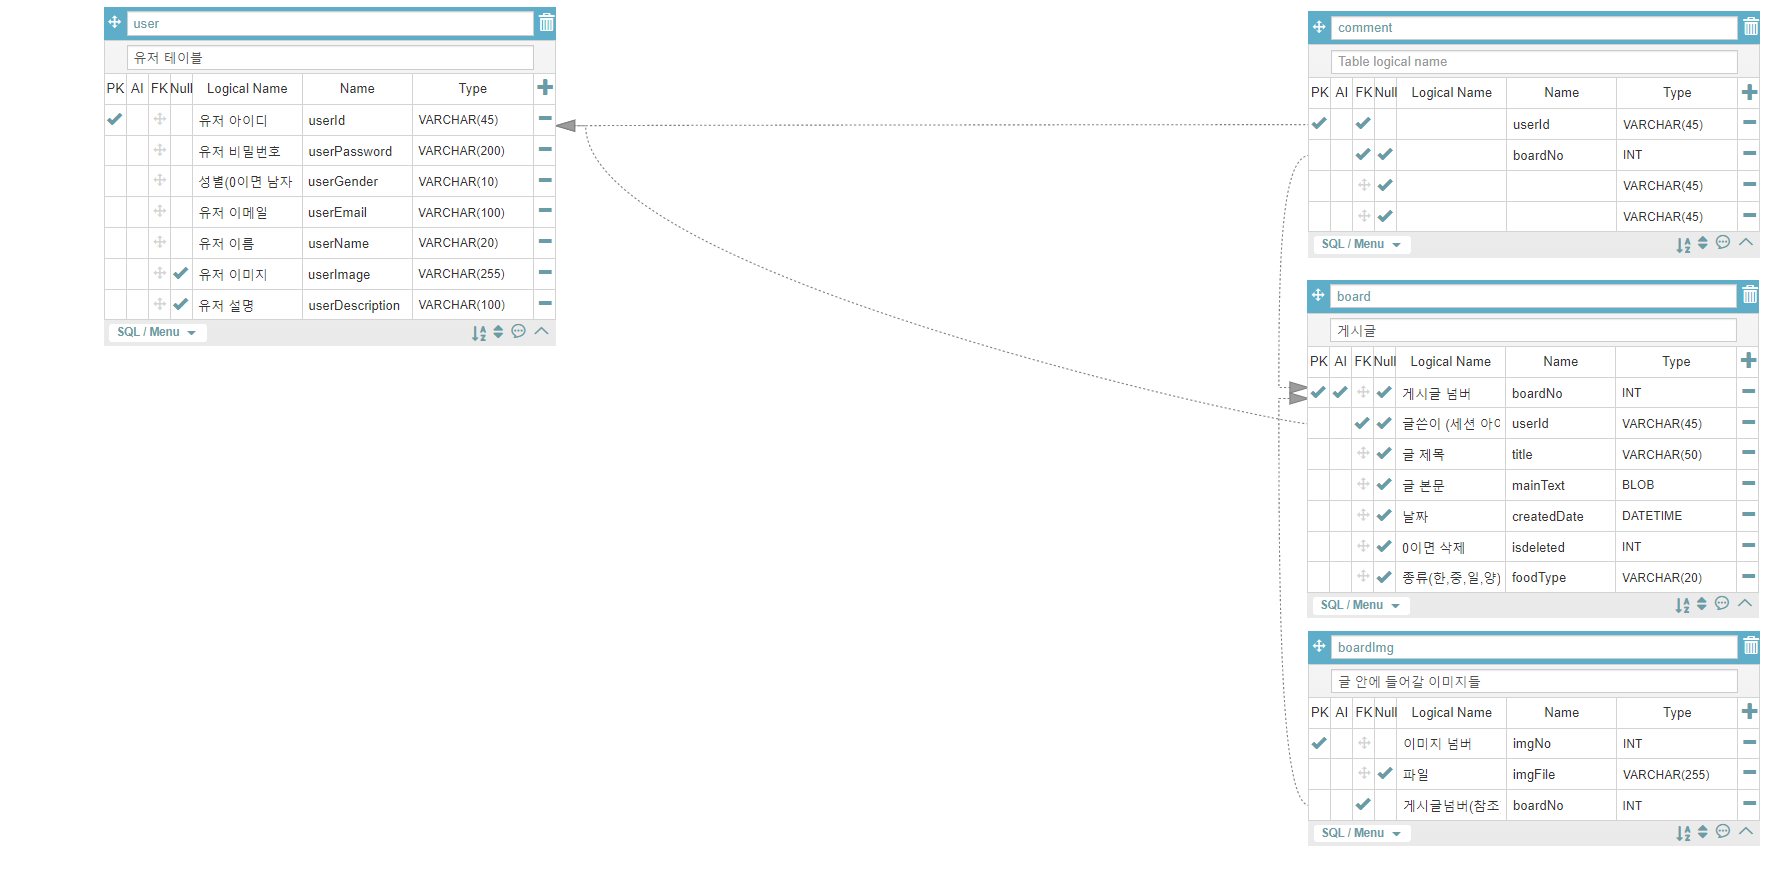 user
유저 테이블
PK AI FK Null Logical Name Name Type
유저 아이디 userId VARCHAR(45)
유저 비밀번호 userPassword VARCHAR(200)
성별(0이면 남자 userGender VARCHAR(10)
유저 이메일 userEmail VARCHAR(100)
유저 이름 userName VARCHAR(20)
유저 이미지 userImage VARCHAR(255)
유저 설명 userDescription VARCHAR(100)
SQL / Menu
comment
Table logical name
PK AI FK Null Logical Name Name Type
userId VARCHAR(45)
boardNo INT
VARCHAR(45)
VARCHAR(45)
SQL / Menu
board
게시글
PK AI FK Null Logical Name Name Type
게시글 넘버 boardNo INT
글쓴이 (세션 아이 userId VARCHAR(45)
글 제목 title VARCHAR(50)
글 본문 mainText BLOB
날짜 createdDate DATETIME
0이면 삭제 isdeleted INT
종류(한,중,일,양) foodType VARCHAR(20)
SQL / Menu
boardImg
글 안에 들어갈 이미지들
PK AI FK Null Logical Name Name Type
이미지 넘버 imgNo INT
파일 imgFile VARCHAR(255)
게시글넘버(참조 boardNo INT
SQL / Menu